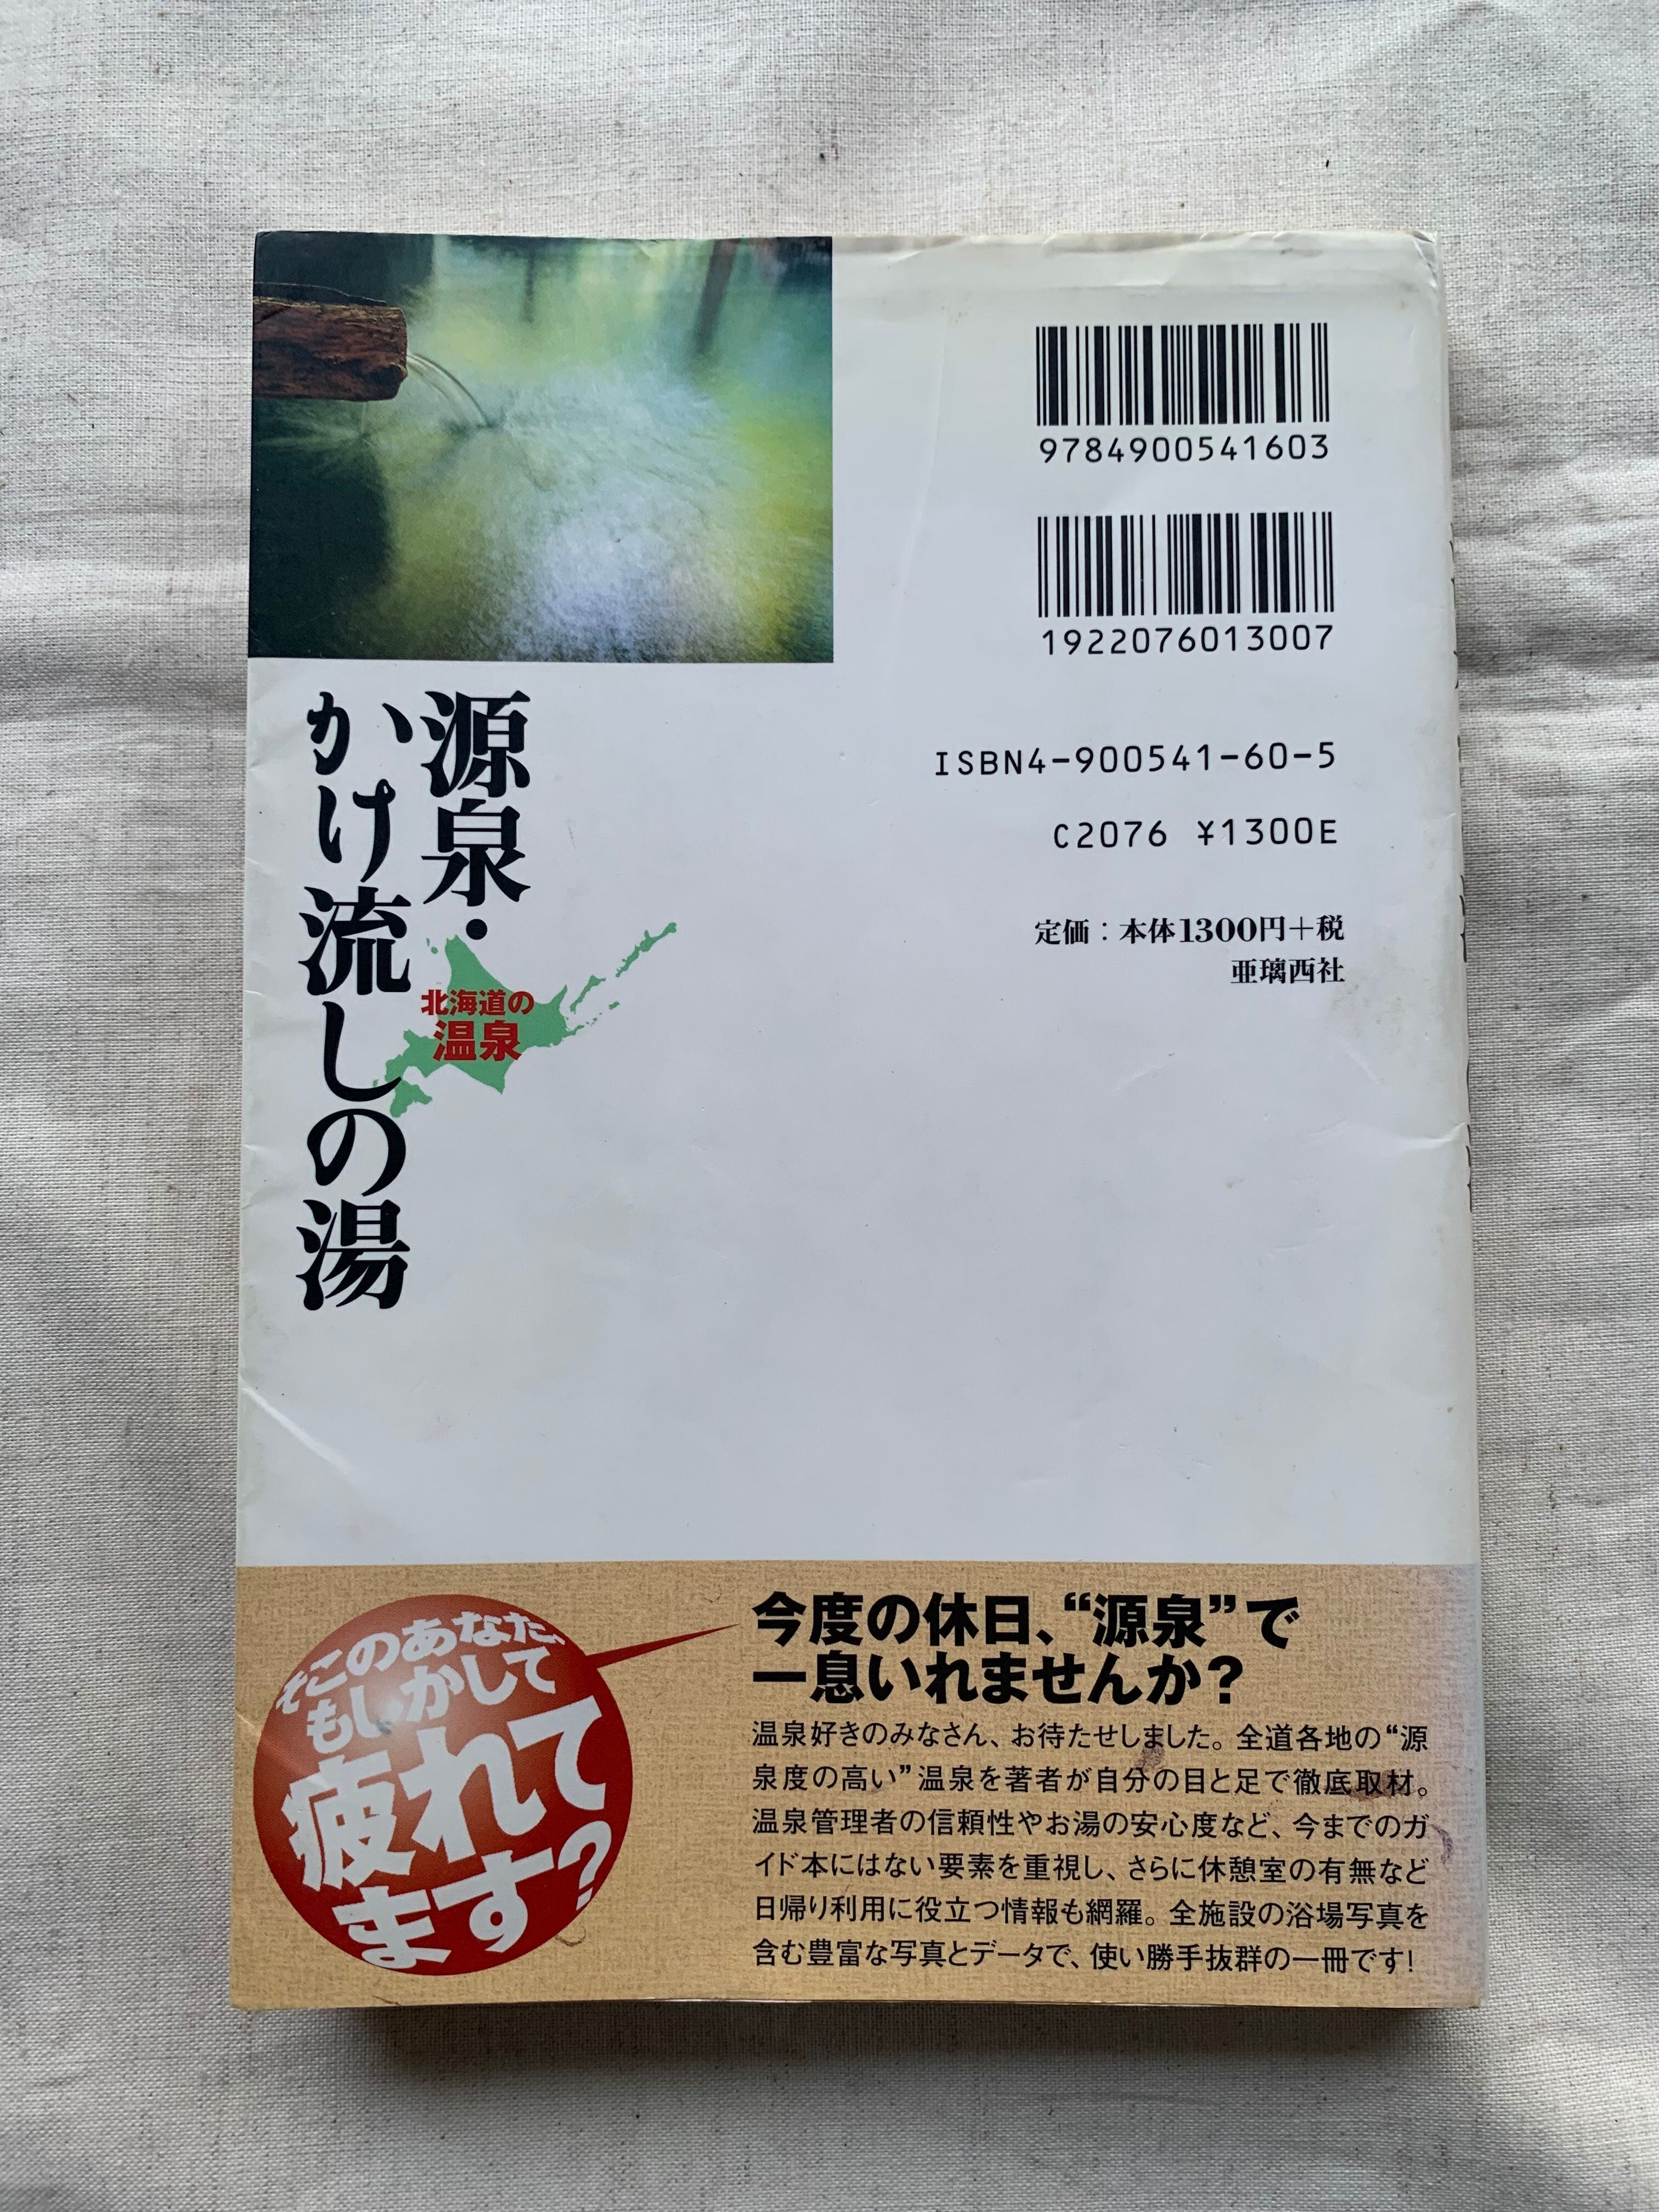 9784900541603
1922076013007
ISBN4-900541-60-5
C2076 ¥1300E
定価：本体1300円＋税
亜璃西社
源泉・
かけ流しの湯
北海道の
温泉
そこのあなた、
もしかして
疲れて
ます?
今度の休日、“源泉”で
一息いれませんか?
温泉好きのみなさん、お待たせしました。全道各地の“源
泉度の高い”温泉を著者が自分の目と足で徹底取材。
温泉管理者の信頼性やお湯の安心度など、今までのガ
イド本にはない要素を重視し、さらに休憩室の有無など
日帰り利用に役立つ情報も網羅。全施設の浴場写真を
含む豊富な写真とデータで、使い勝手抜群の一冊です!